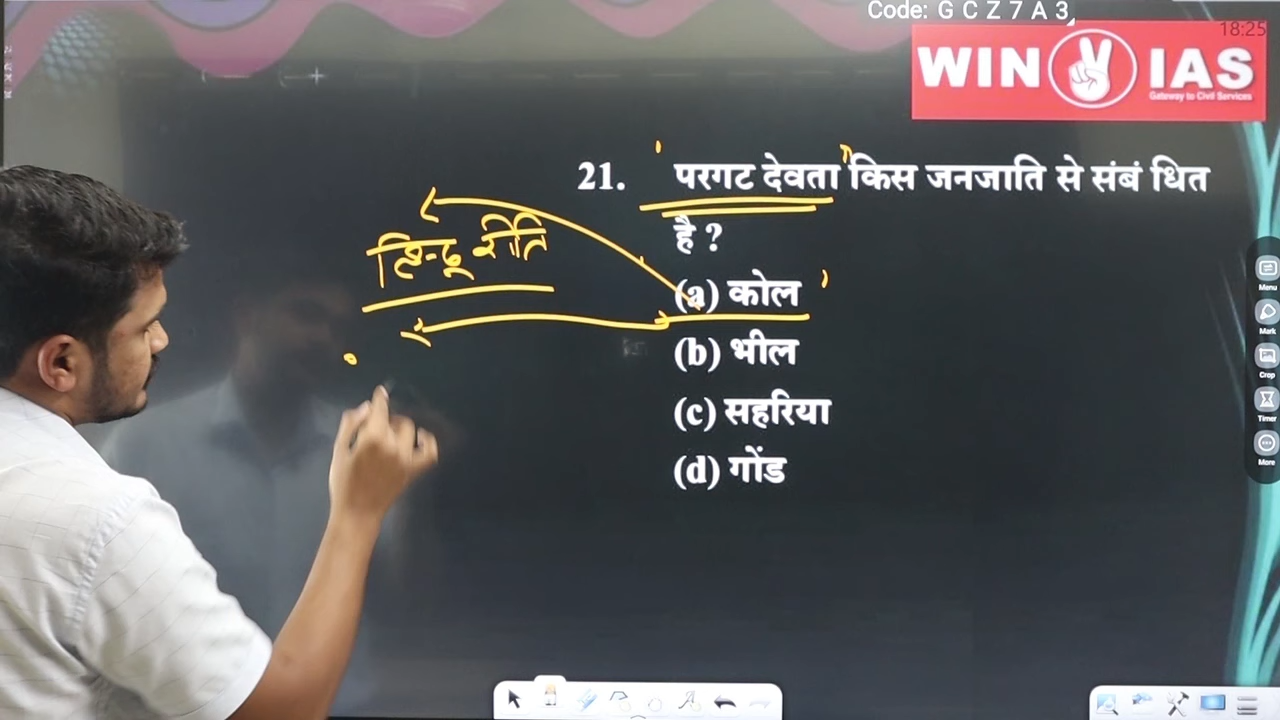 Code: G C Z 7 A 3
18:25
WIN IAS
Gateway to Civil Services
21. परगट देवता किस जनजाति से संबं धित
है ?
हिन्दू रीति
(a) कोल
(b) भील
(c) सहरिया
(d) गोंड
Menu
Mark
Crop
Timer
More